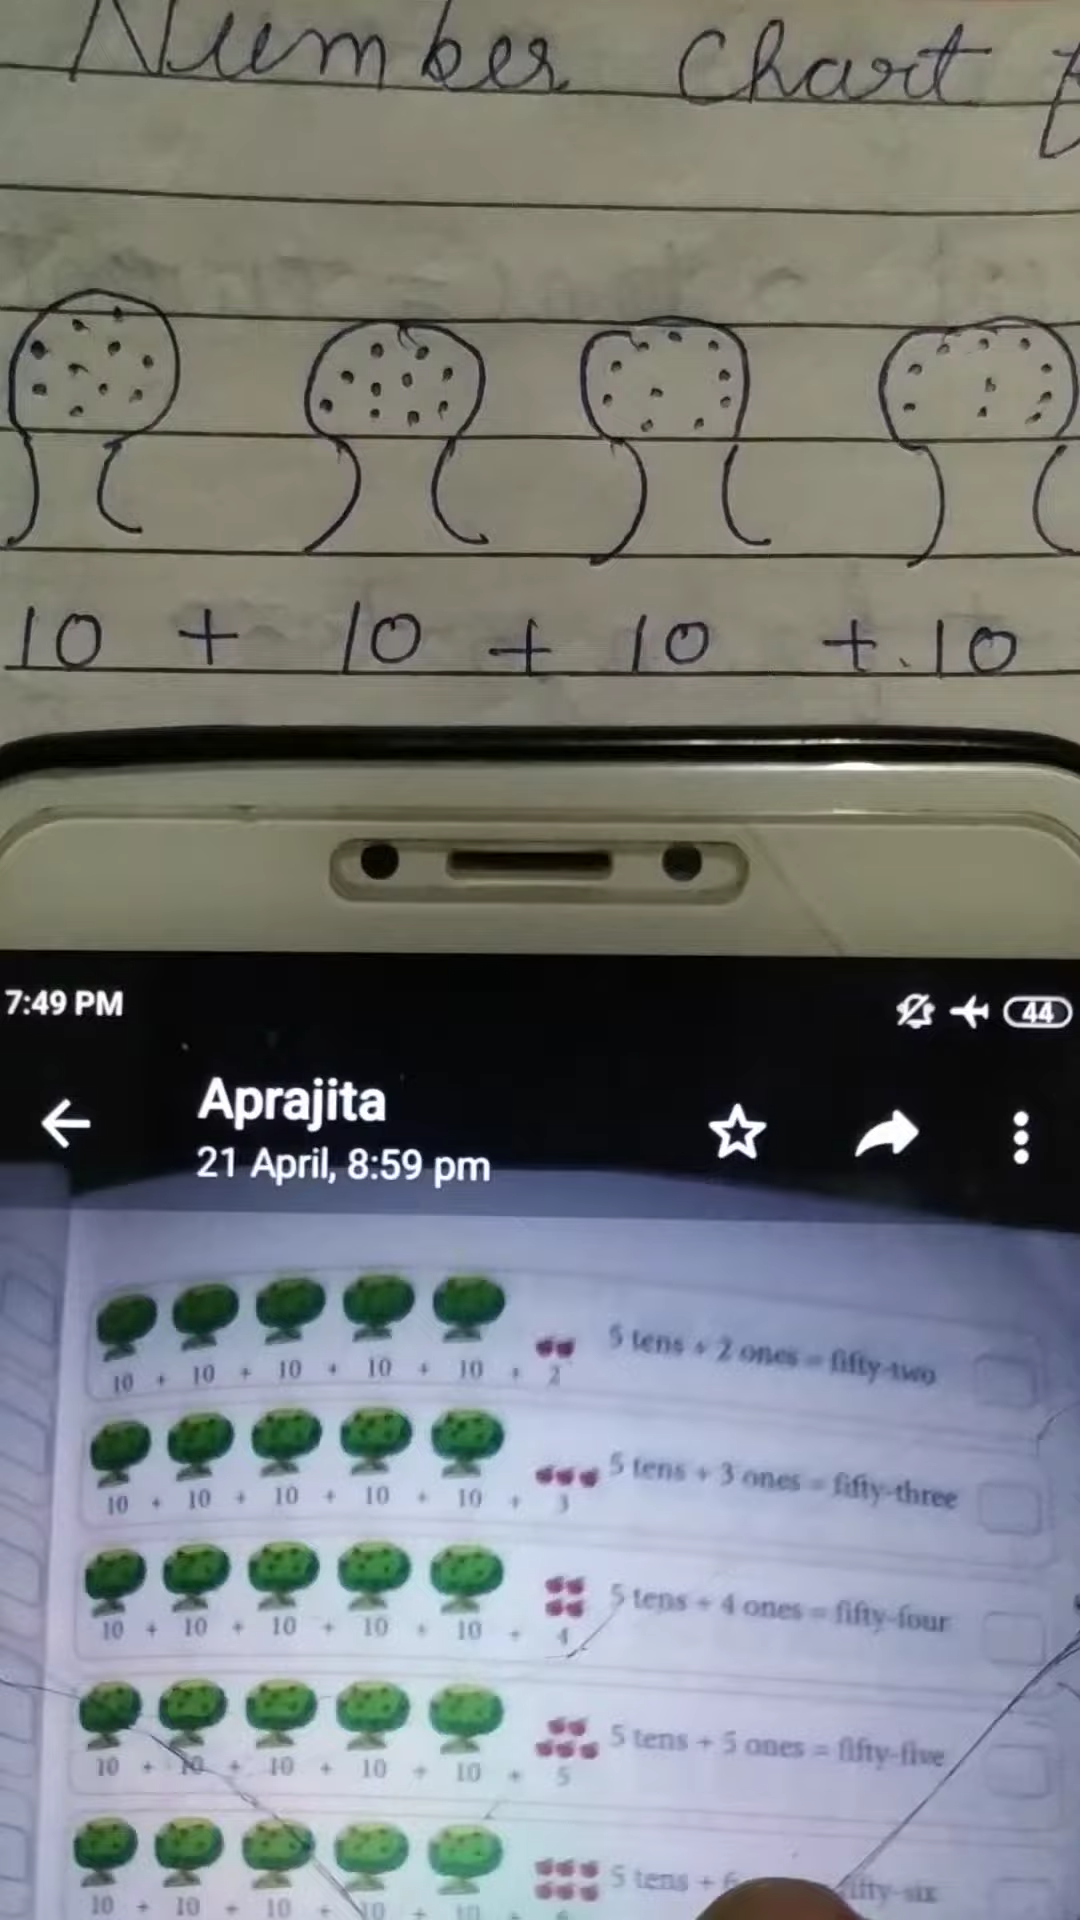 Number Chart
10 + 10 + 10 + 10
7:49 PM 44
Aprajita
21 April, 8:59 pm
10 + 10 + 10 + 10 + 10 + 2 5 tens + 2 ones = fifty-two
10 + 10 + 10 + 10 + 10 + 3 5 tens + 3 ones = fifty-three
10 + 10 + 10 + 10 + 10 + 4 5 tens + 4 ones = fifty-four
10 + 10 + 10 + 10 + 10 + 5 5 tens + 5 ones = fifty-five
10 + 10 + 10 + 10 + 10 + 6 5 tens + fifty-six